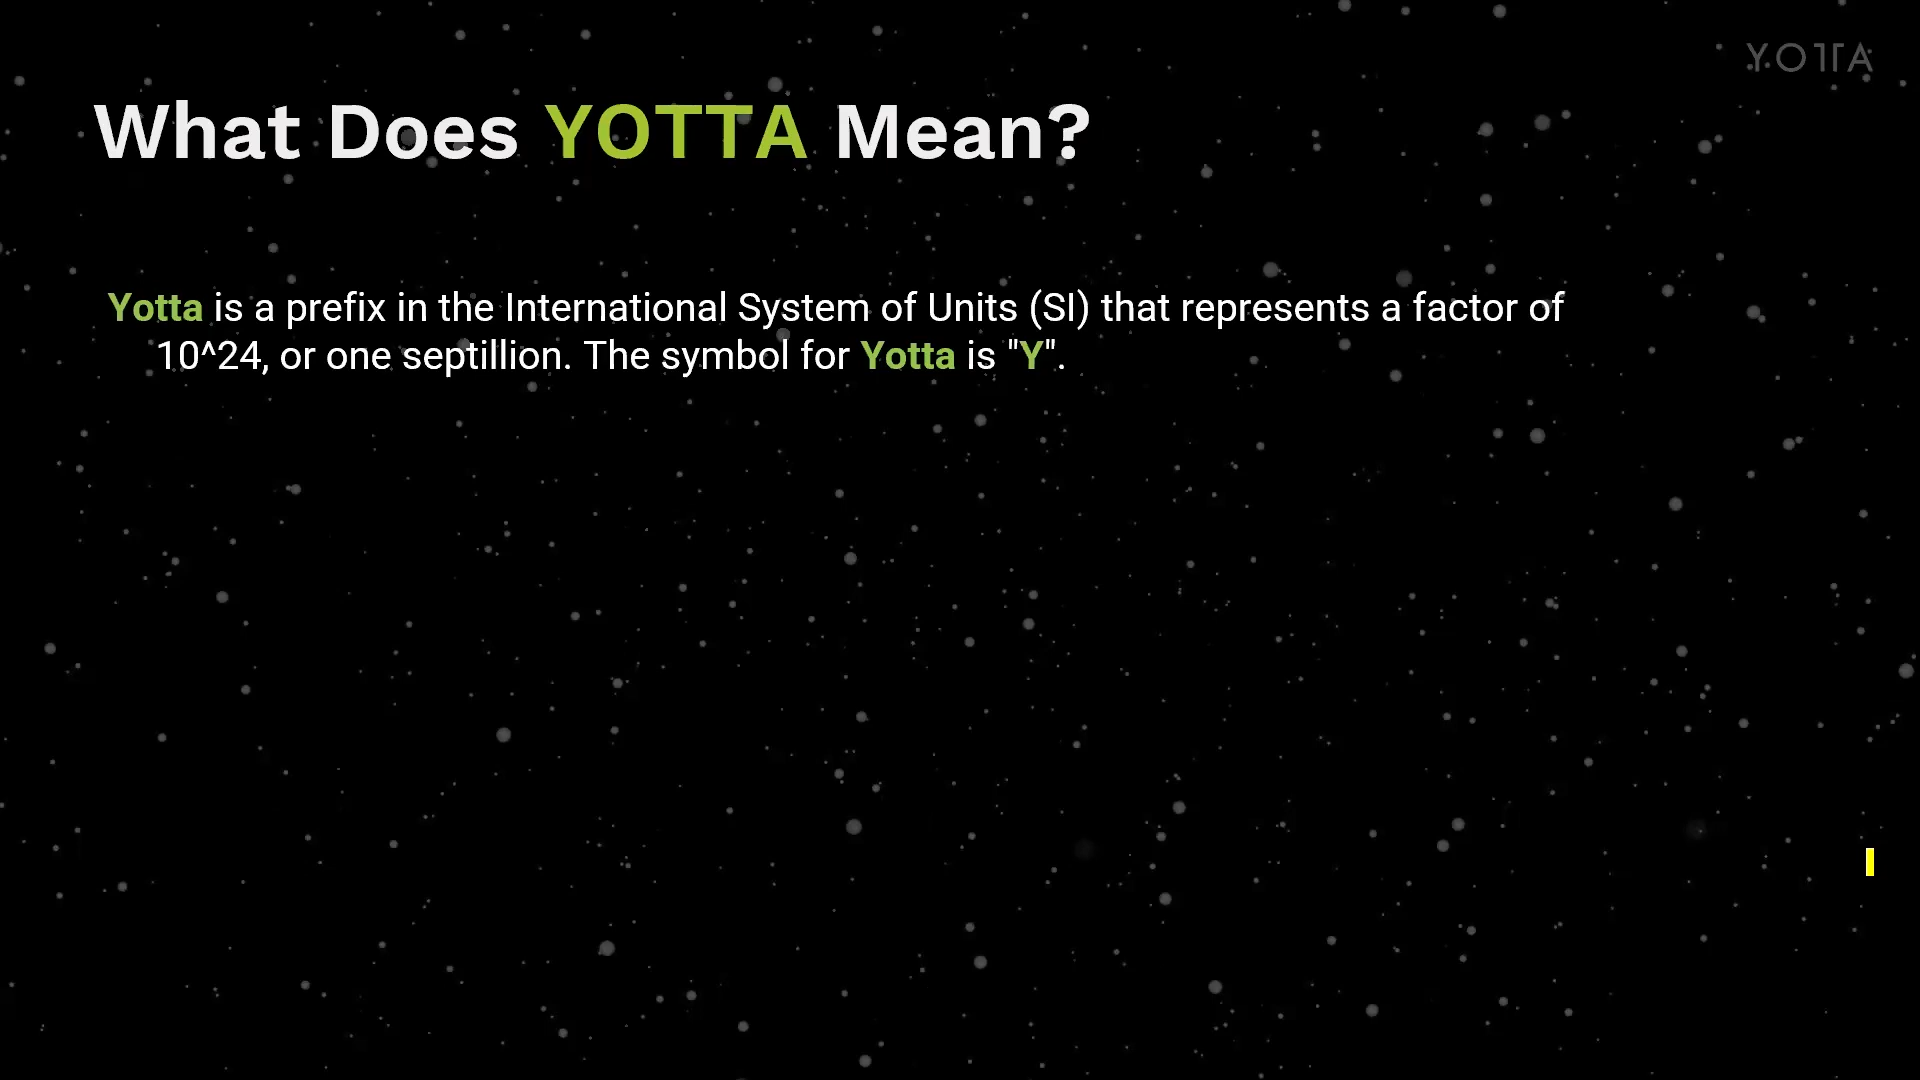 YOTTA
What Does YOTTA Mean?
Yotta is a prefix in the International System of Units (SI) that represents a factor of
10^24, or one septillion. The symbol for Yotta is "Y".